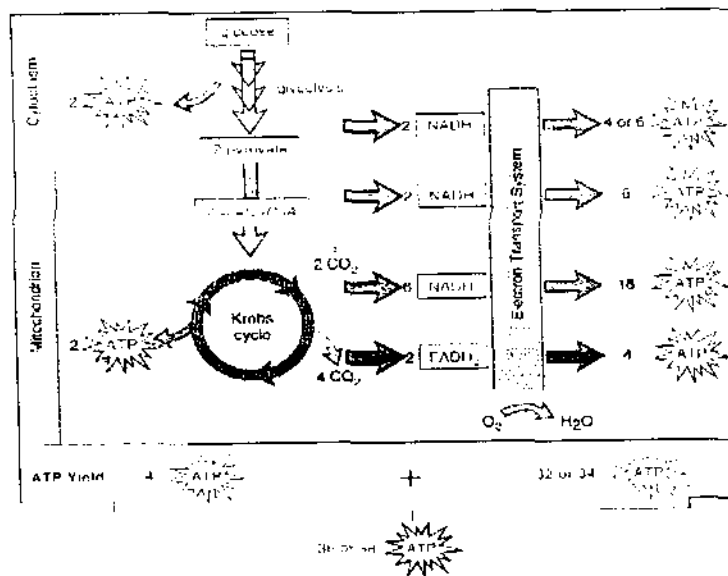 glucose
Cytoplasm
2 ATP
glycolysis
2 NADH
4 or 6 ATP
2 pyruvate
2 NADH
6 ATP
Electron Transport System
Mitochondrion
2 CO₂
6 NADH
18 ATP
Krebs cycle
2 ATP
4 CO₂
2 FADH₂
4 ATP
O₂
H₂O
ATP Yield 4 ATP + 32 or 34 ATP
ATP